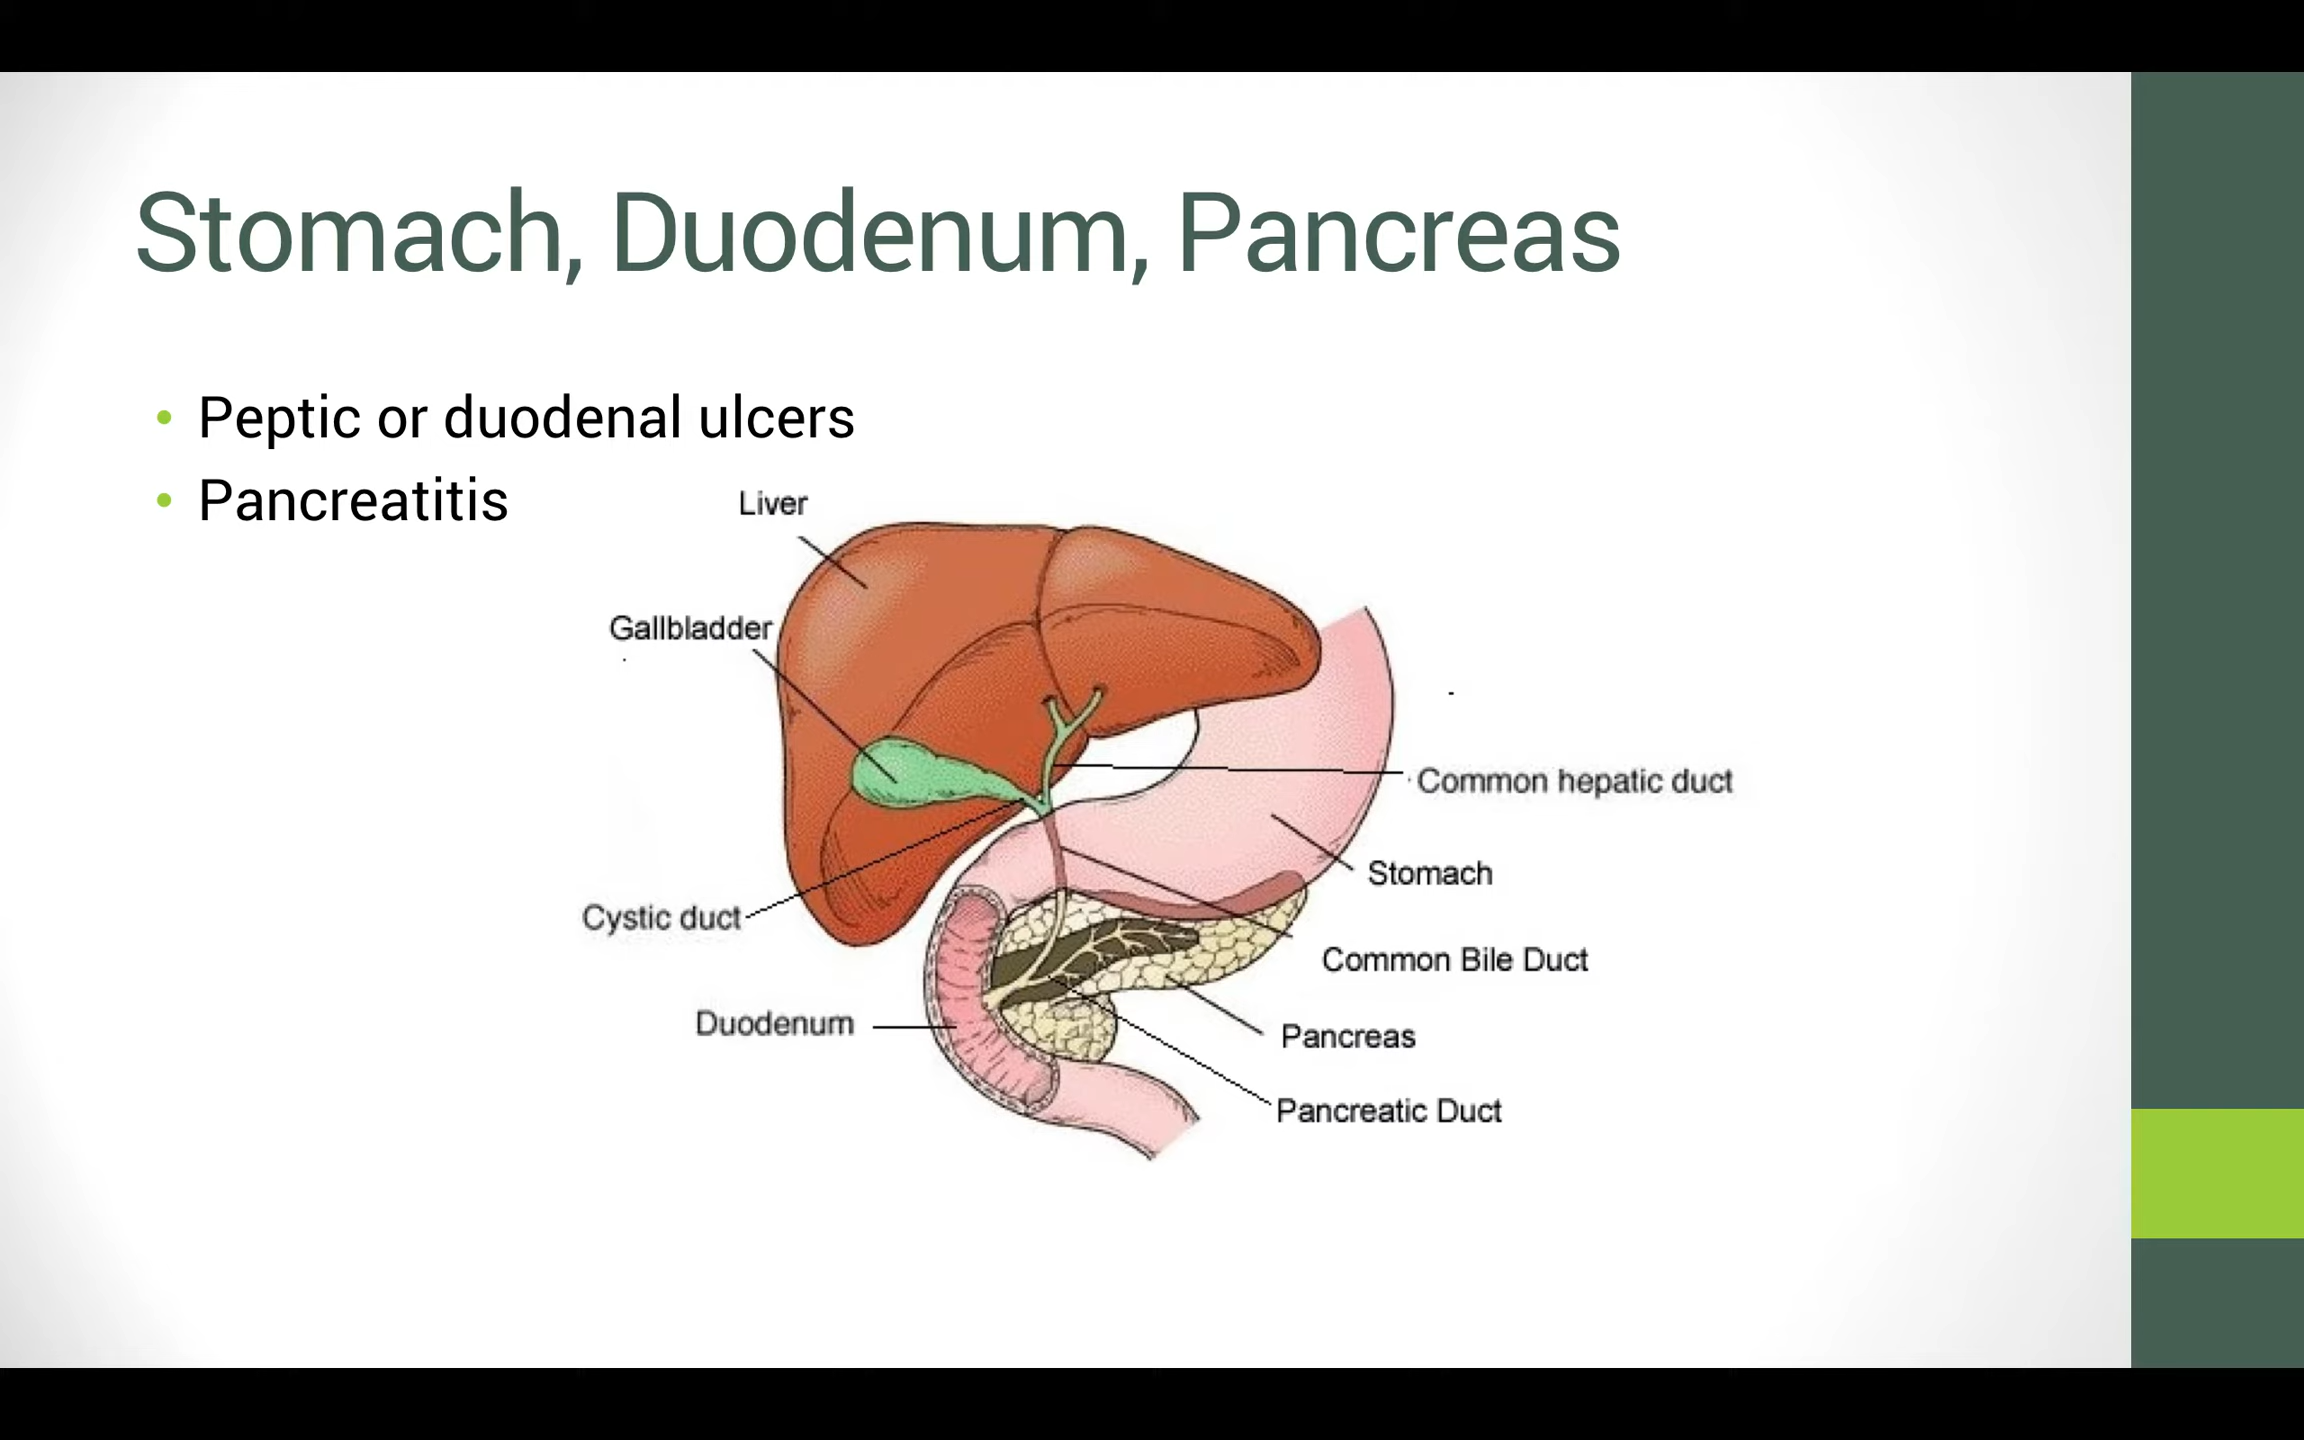 Stomach, Duodenum, Pancreas
• Peptic or duodenal ulcers
• Pancreatitis
Liver
Gallbladder
Common hepatic duct
Stomach
Cystic duct
Common Bile Duct
Duodenum
Pancreas
Pancreatic Duct